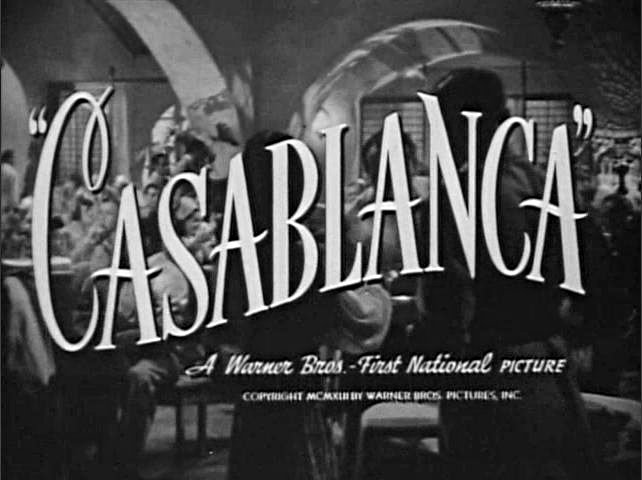 "CASABLANCA"
A Warner Bros.-First National PICTURE
COPYRIGHT MCMXLII BY WARNER BROS. PICTURES, INC.